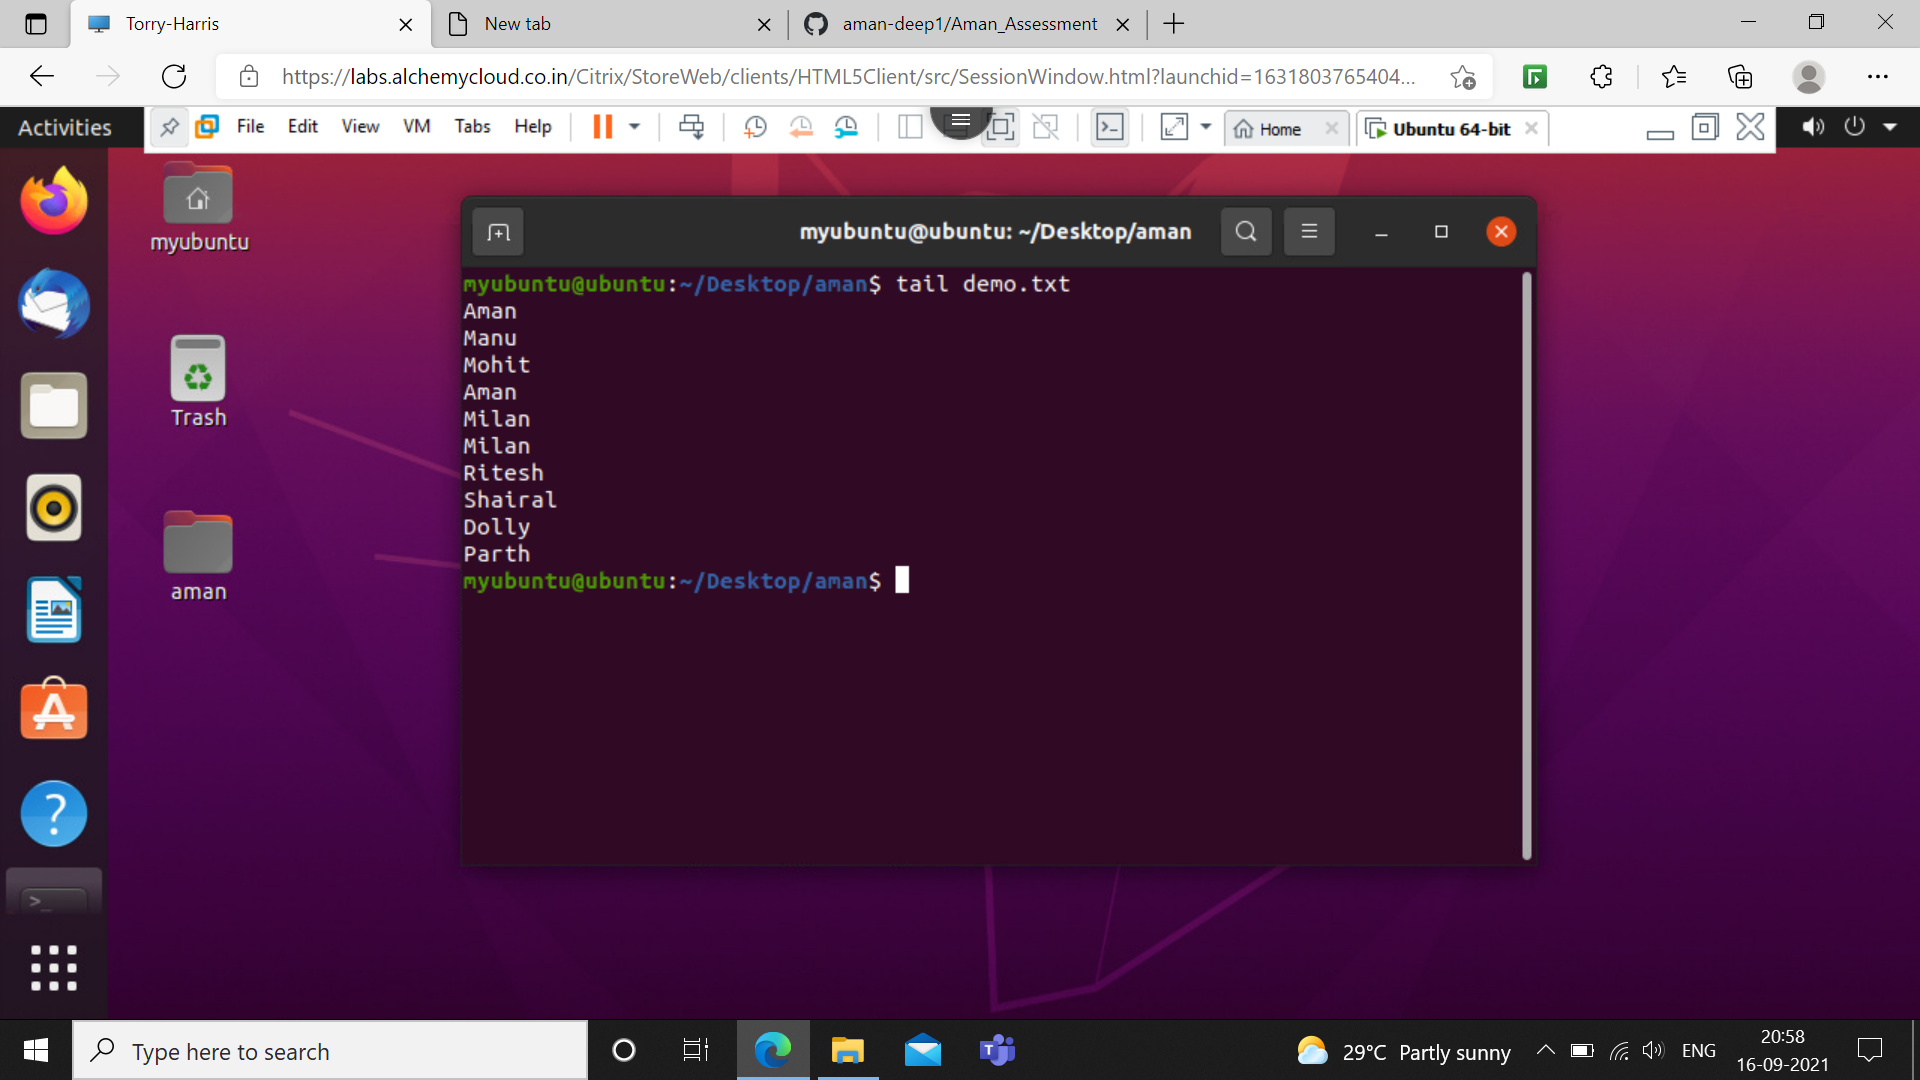 Torry-Harris
New tab
aman-deep1/Aman_Assessment
https://labs.alchemycloud.co.in/Citrix/StoreWeb/clients/HTML5Client/src/SessionWindow.html?launchid=1631803765404...
Activities
File Edit View VM Tabs Help
Home
Ubuntu 64-bit
myubuntu
Trash
aman
myubuntu@ubuntu: ~/Desktop/aman
myubuntu@ubuntu:~/Desktop/aman$ tail demo.txt
Aman
Manu
Mohit
Aman
Milan
Milan
Ritesh
Shairal
Dolly
Parth
myubuntu@ubuntu:~/Desktop/aman$
Type here to search
29°C Partly sunny
ENG
20:58
16-09-2021